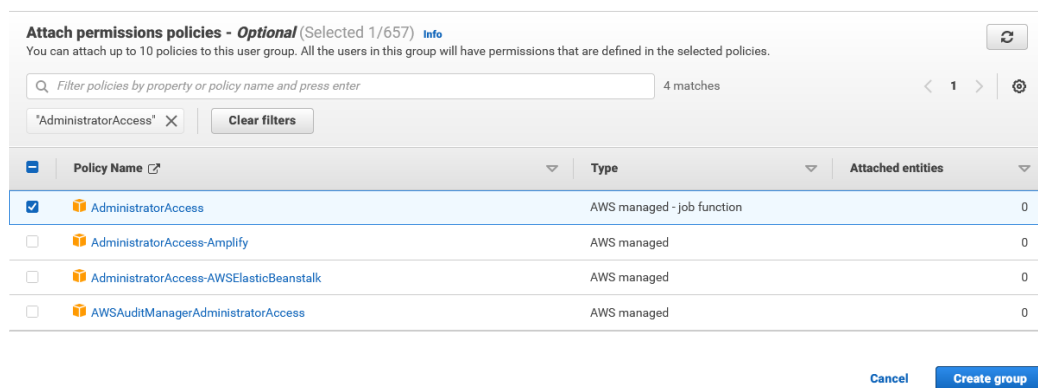 Attach permissions policies - Optional (Selected 1/657) Info
You can attach up to 10 policies to this user group. All the users in this group will have permissions that are defined in the selected policies.
Filter policies by property or policy name and press enter
4 matches
1
"AdministratorAccess"
Clear filters
Policy Name Type Attached entities
AdministratorAccess AWS managed - job function 0
AdministratorAccess-Amplify AWS managed 0
AdministratorAccess-AWSElasticBeanstalk AWS managed 0
AWSAuditManagerAdministratorAccess AWS managed 0
Cancel Create group